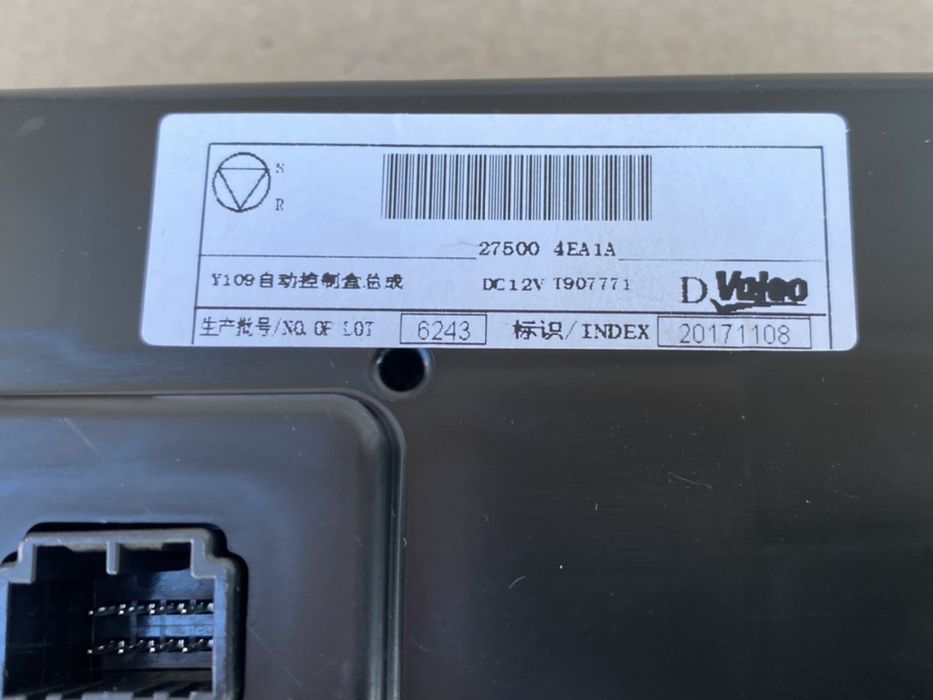 S
R
27500 4EA1A
Y109自动控制盒总成 DC12V T907771 D Valeo
生产批号/NO. OF LOT 6243 标识/INDEX 20171108